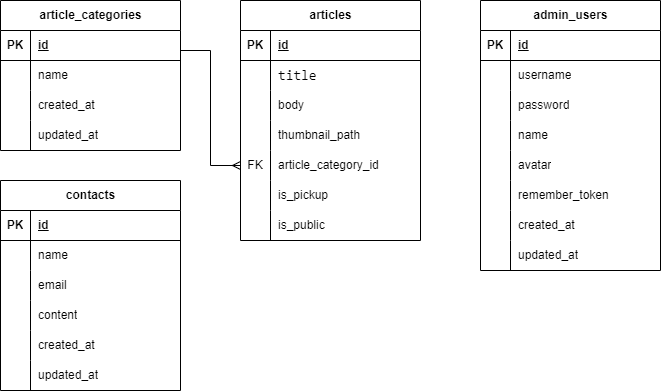 article_categories
PK id
name
created_at
updated_at
articles
PK id
title
body
thumbnail_path
FK article_category_id
is_pickup
is_public
admin_users
PK id
username
password
name
avatar
remember_token
created_at
updated_at
contacts
PK id
name
email
content
created_at
updated_at